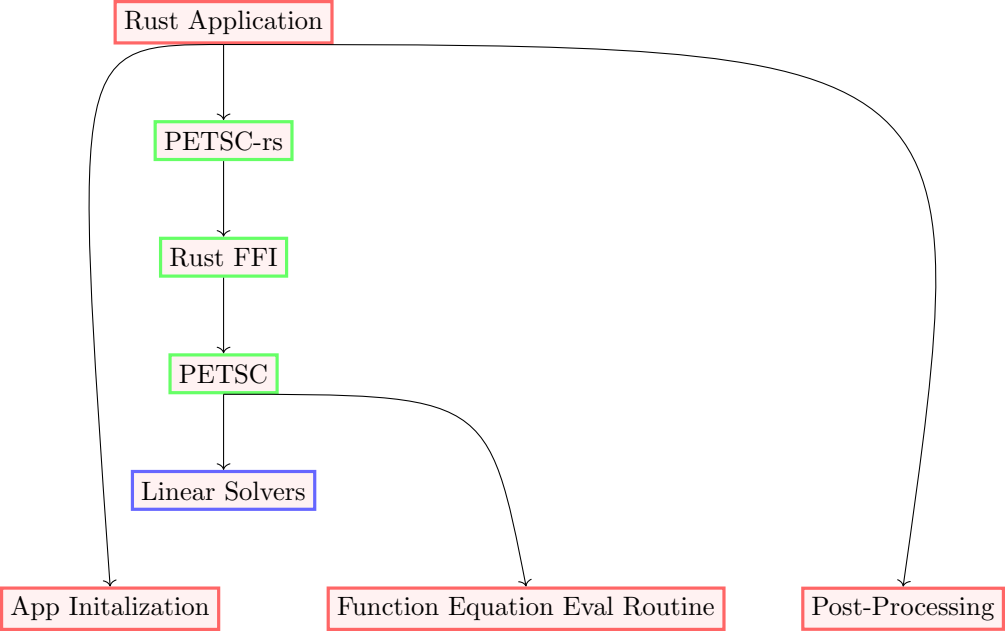 Rust Application
PETSC-rs
Rust FFI
PETSC
Linear Solvers
App Initalization
Function Equation Eval Routine
Post-Processing